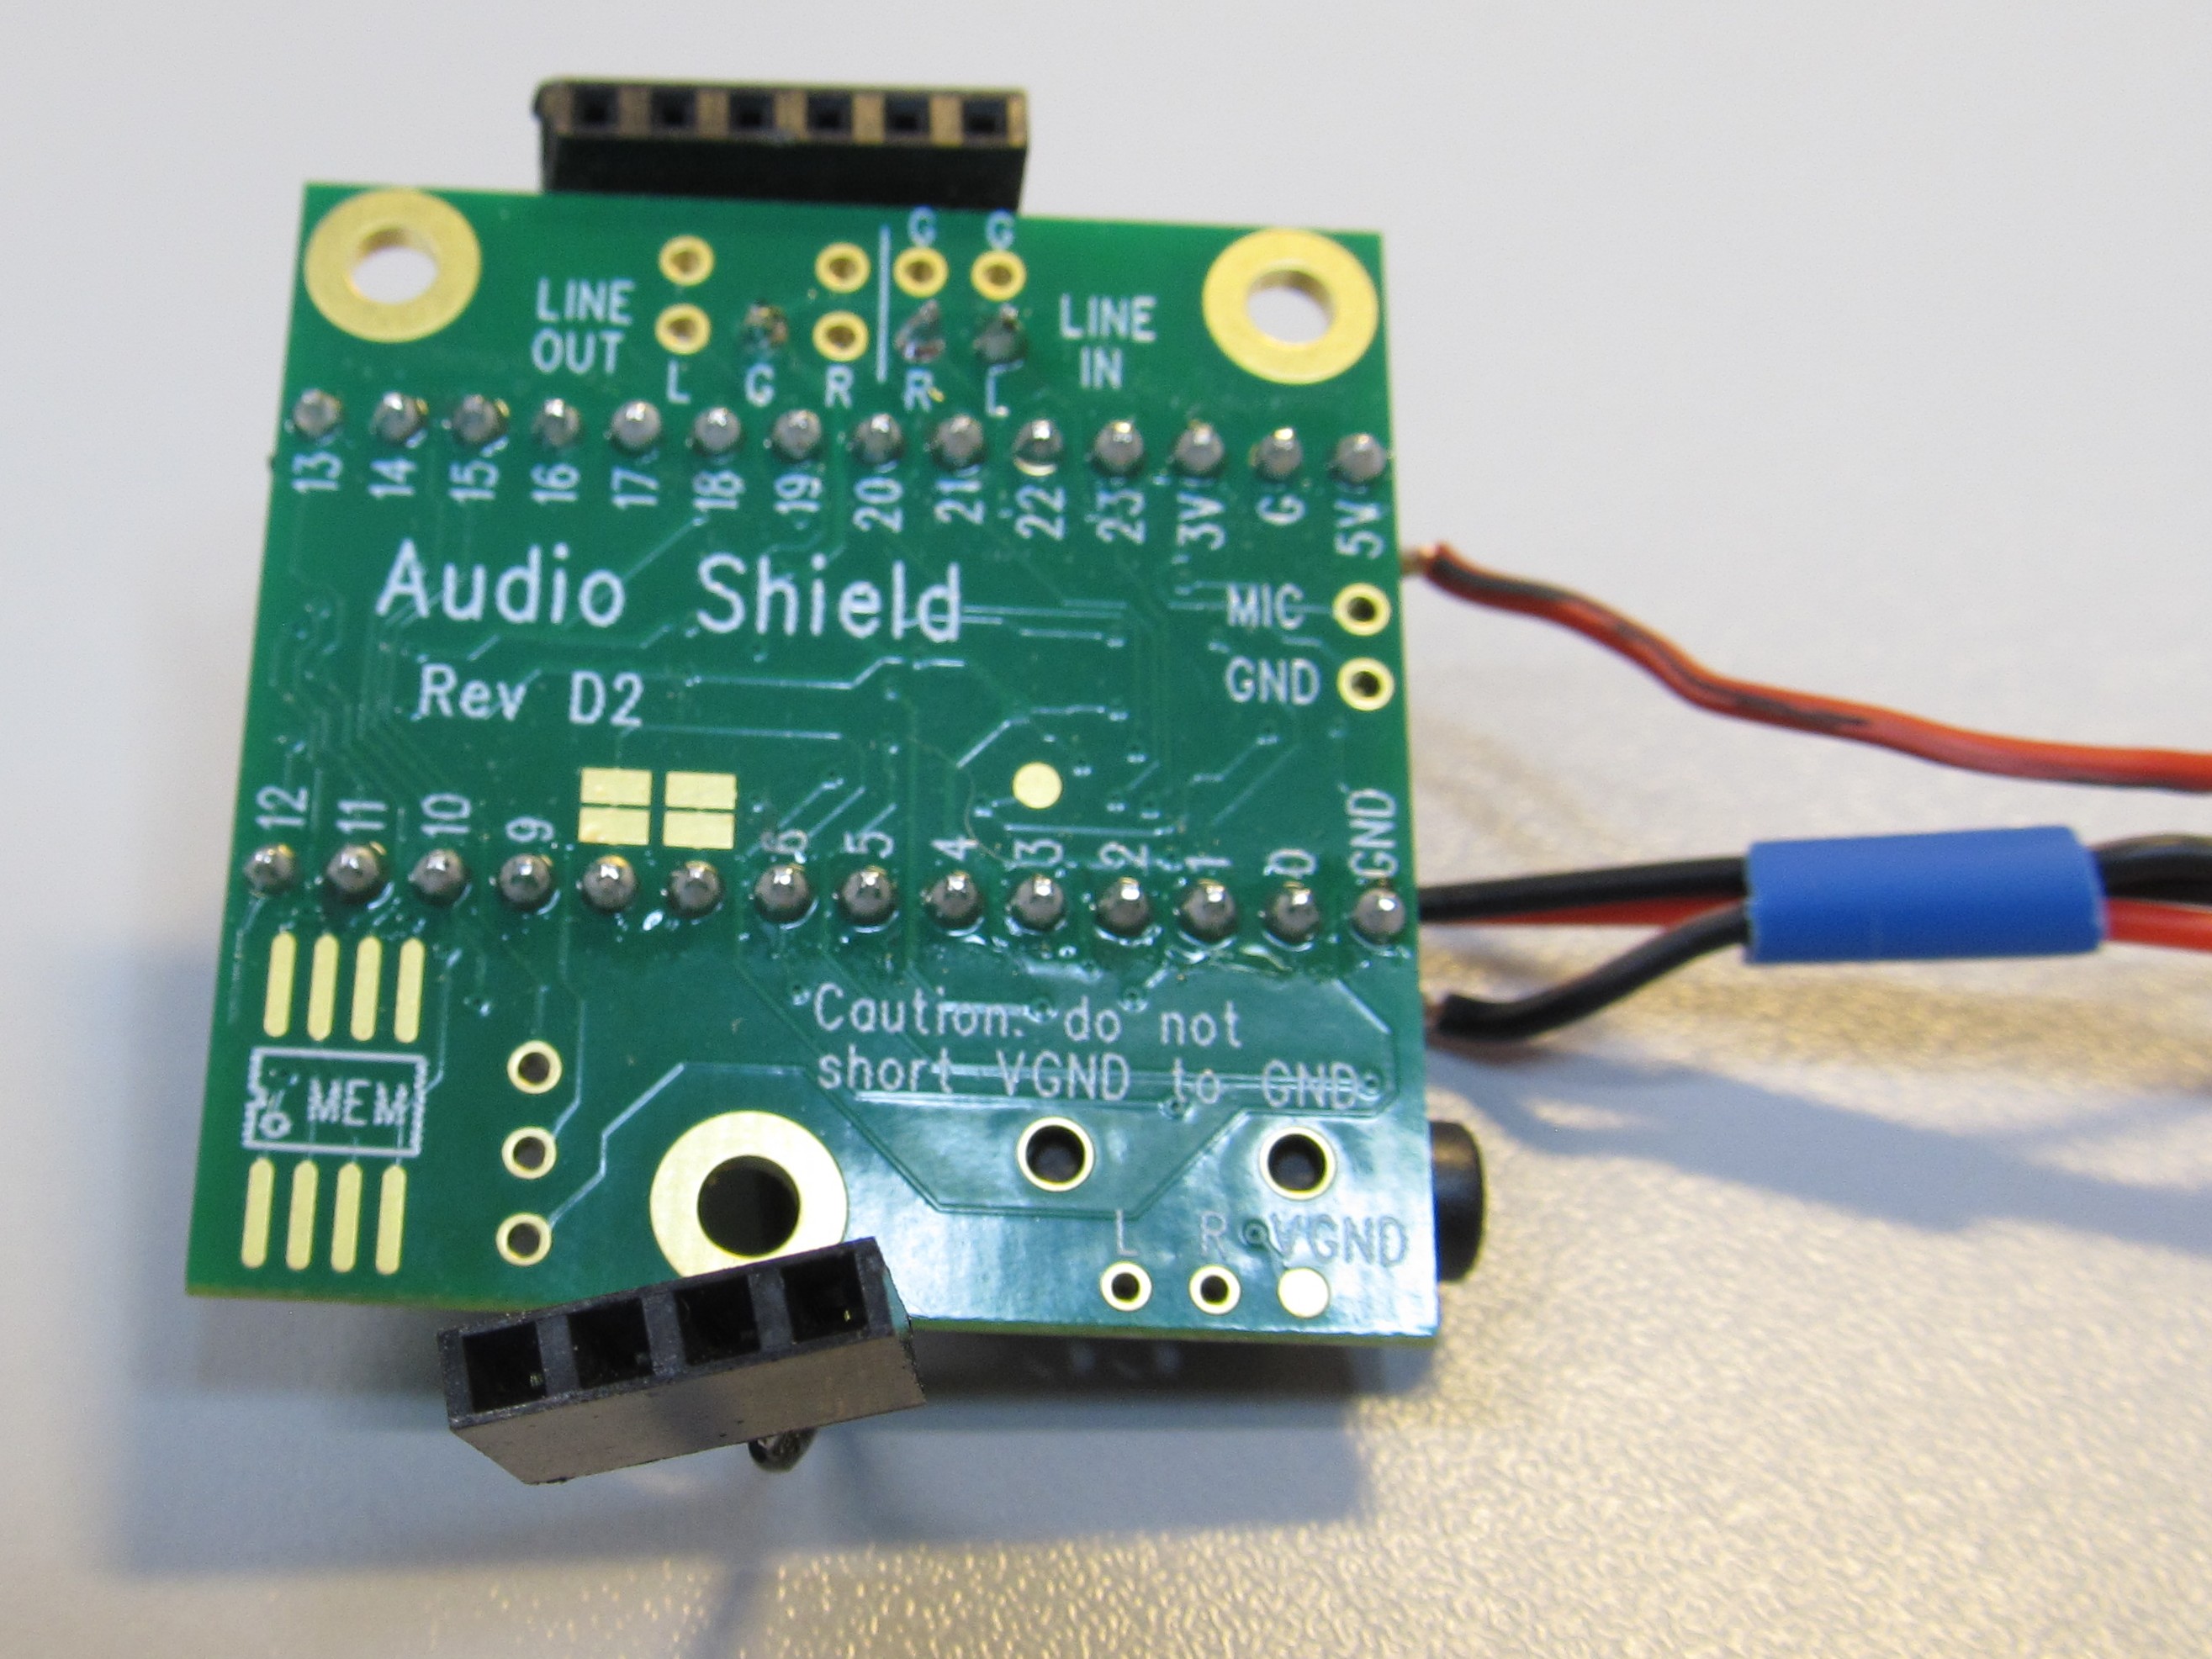 G G
LINE
OUT
LINE
IN
L G R R L
13 14 15 16 17 18 19 20 21 22 23 3V G 5V
Audio Shield
MIC
Rev D2
GND
12 11 10 9 6 5 4 3 2 1 0 GND
Caution: do not
short VGND to GND
MEM
L R VGND